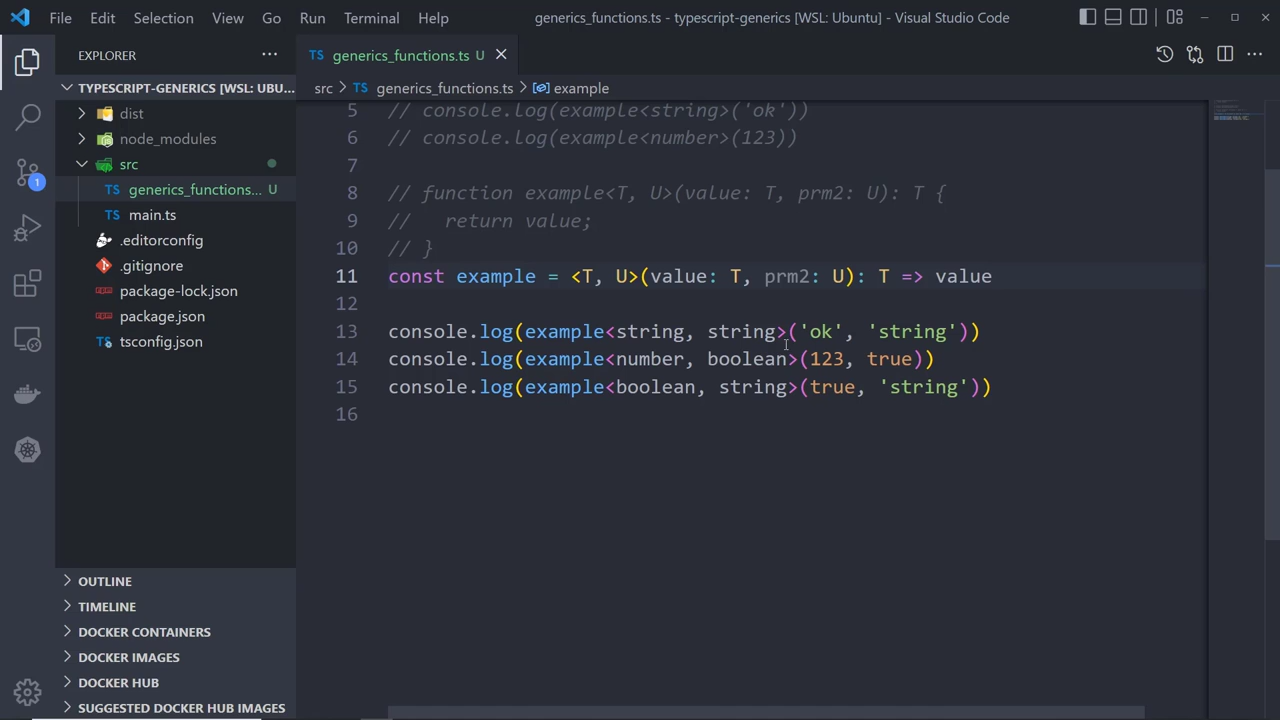 File Edit Selection View Go Run Terminal Help generics_functions.ts - typescript-generics [WSL: Ubuntu] - Visual Studio Code
EXPLORER
TS generics_functions.ts U
TYPESCRIPT-GENERICS [WSL: UBU...
src TS generics_functions.ts example
dist
node_modules
src
TS generics_functions... U
TS main.ts
.editorconfig
.gitignore
package-lock.json
package.json
tsconfig.json
1
5 // console.log(example<string>('ok'))
6 // console.log(example<number>(123))
7
8 // function example<T, U>(value: T, prm2: U): T {
9 //   return value;
10 // }
11 const example = <T, U>(value: T, prm2: U): T => value
12
13 console.log(example<string, string>('ok', 'string'))
14 console.log(example<number, boolean>(123, true))
15 console.log(example<boolean, string>(true, 'string'))
16
OUTLINE
TIMELINE
DOCKER CONTAINERS
DOCKER IMAGES
DOCKER HUB
SUGGESTED DOCKER HUB IMAGES